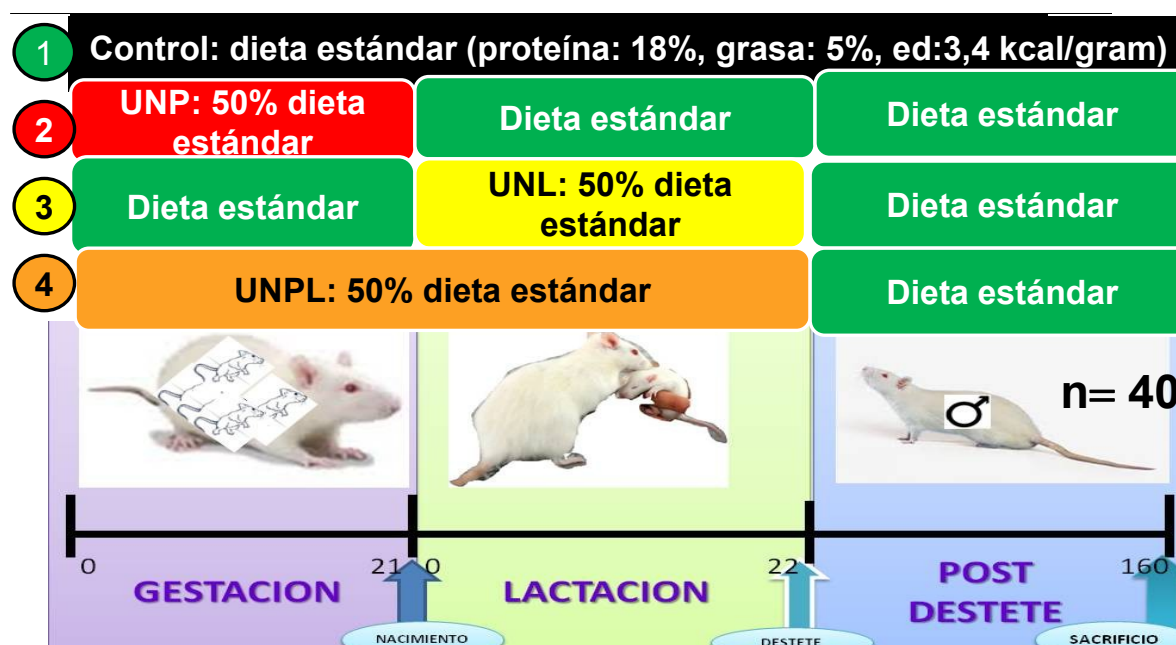 1
Control: dieta estándar (proteína: 18%, grasa: 5%, ed:3,4 kcal/gram)
2
UNP: 50% dieta
estándar
Dieta estándar
Dieta estándar
3
Dieta estándar
UNL: 50% dieta
estándar
Dieta estándar
4
UNPL: 50% dieta estándar
Dieta estándar
n= 40
0
21
0
22
160
GESTACION
LACTACION
POST
DESTETE
NACIMIENTO
DESTETE
SACRIFICIO